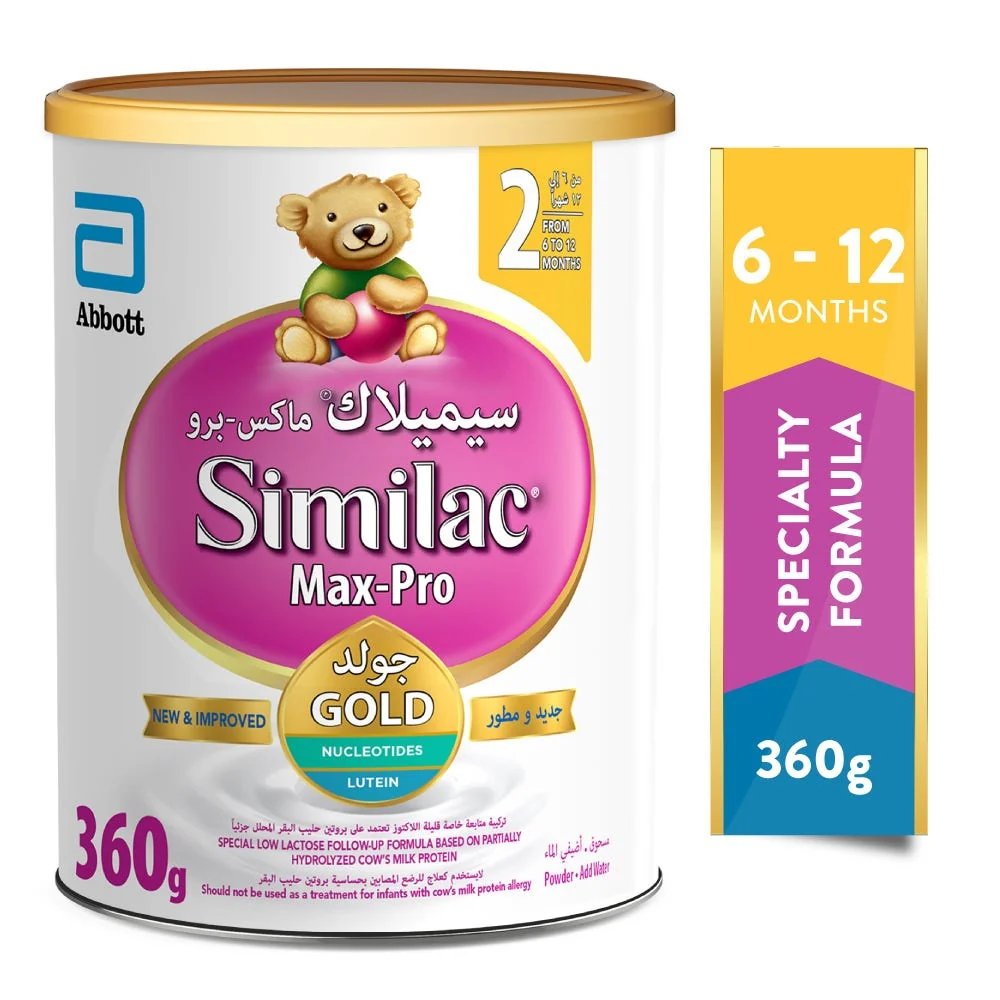 Abbott
2
من ٦ إلى
١٢ شهراً
FROM
6 TO 12
MONTHS
سيميلاك® ماكس-برو
Similac®
Max-Pro
جولد
GOLD
NUCLEOTIDES
LUTEIN
NEW & IMPROVED
جديد و مطور
360g
تركيبة متابعة خاصة قليلة اللاكتوز تعتمد على بروتين حليب البقر المحلل جزئياً
SPECIAL LOW LACTOSE FOLLOW-UP FORMULA BASED ON PARTIALLY
HYDROLYZED COW'S MILK PROTEIN
لايستخدم كعلاج للرضع المصابين بحساسية بروتين حليب البقر
Should not be used as a treatment for infants with cow's milk protein allergy
مسحوق . أضيفي الماء
Powder • Add Water
6 - 12
MONTHS
SPECIALTY
FORMULA
360g